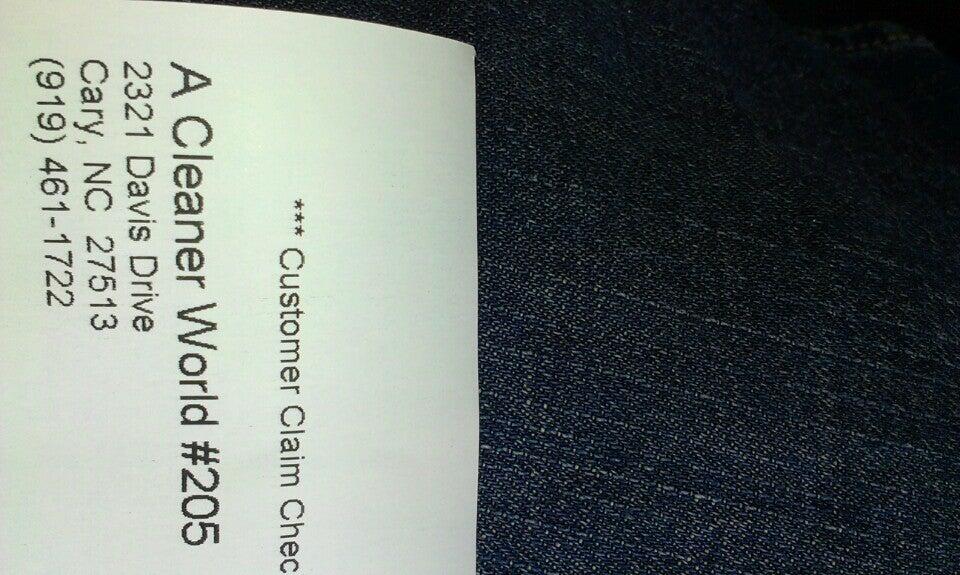 *** Customer Claim Chec
A Cleaner World #205
2321 Davis Drive
Cary, NC 27513
(919) 461-1722